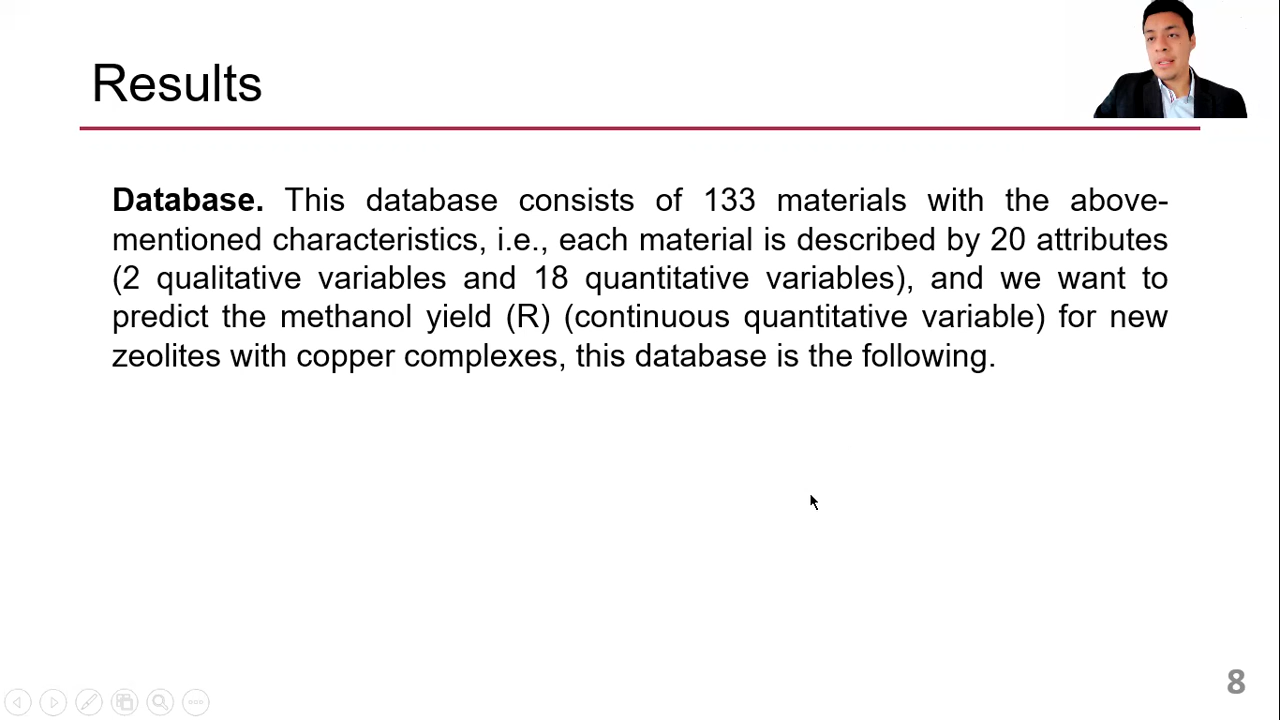 Results
Database. This database consists of 133 materials with the above-
mentioned characteristics, i.e., each material is described by 20 attributes
(2 qualitative variables and 18 quantitative variables), and we want to
predict the methanol yield (R) (continuous quantitative variable) for new
zeolites with copper complexes, this database is the following.
8